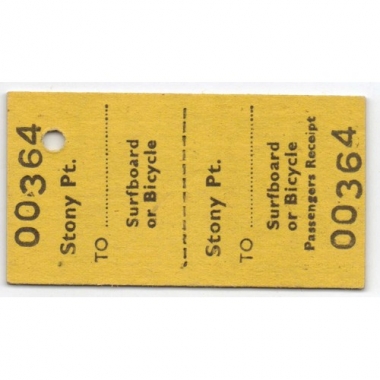 00364
Stony Pt.
TO
Surfboard
or Bicycle
Stony Pt.
TO
Surfboard
or Bicycle
Passengers Receipt
00364